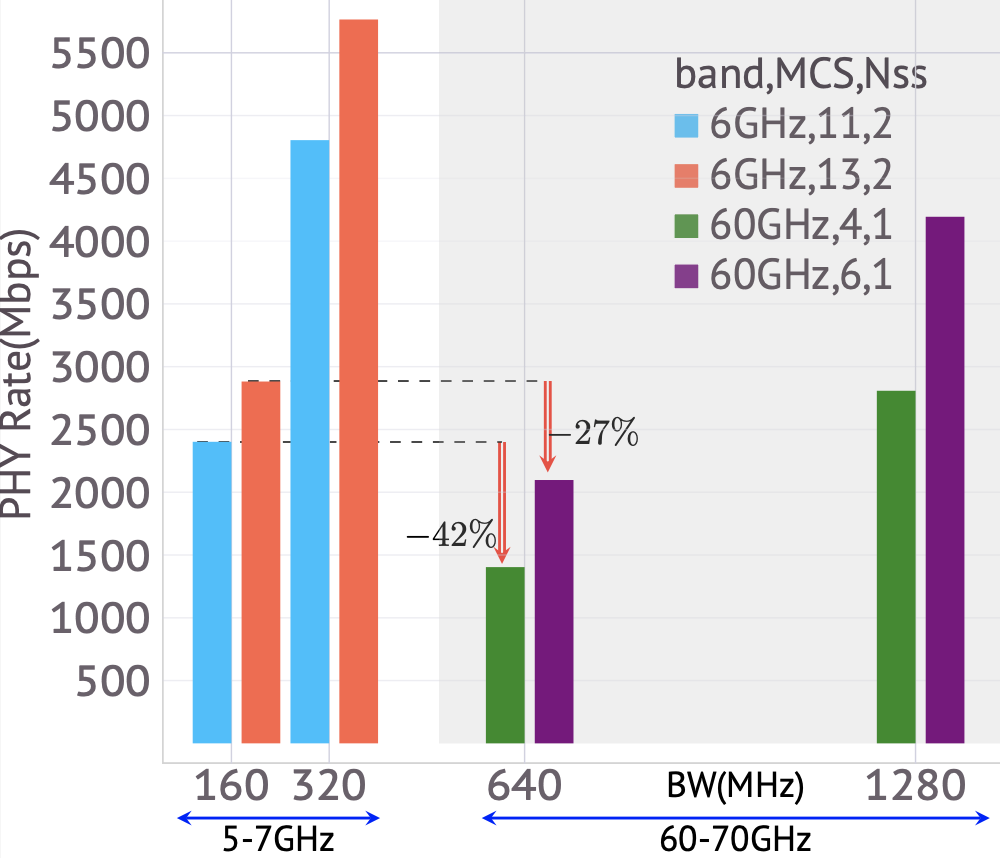 PHY Rate(Mbps)
5500
5000
4500
4000
3500
3000
2500
2000
1500
1000
500
band,MCS,Nss
6GHz,11,2
6GHz,13,2
60GHz,4,1
60GHz,6,1
−27%
−42%
160 320 640 BW(MHz) 1280
5-7GHz 60-70GHz